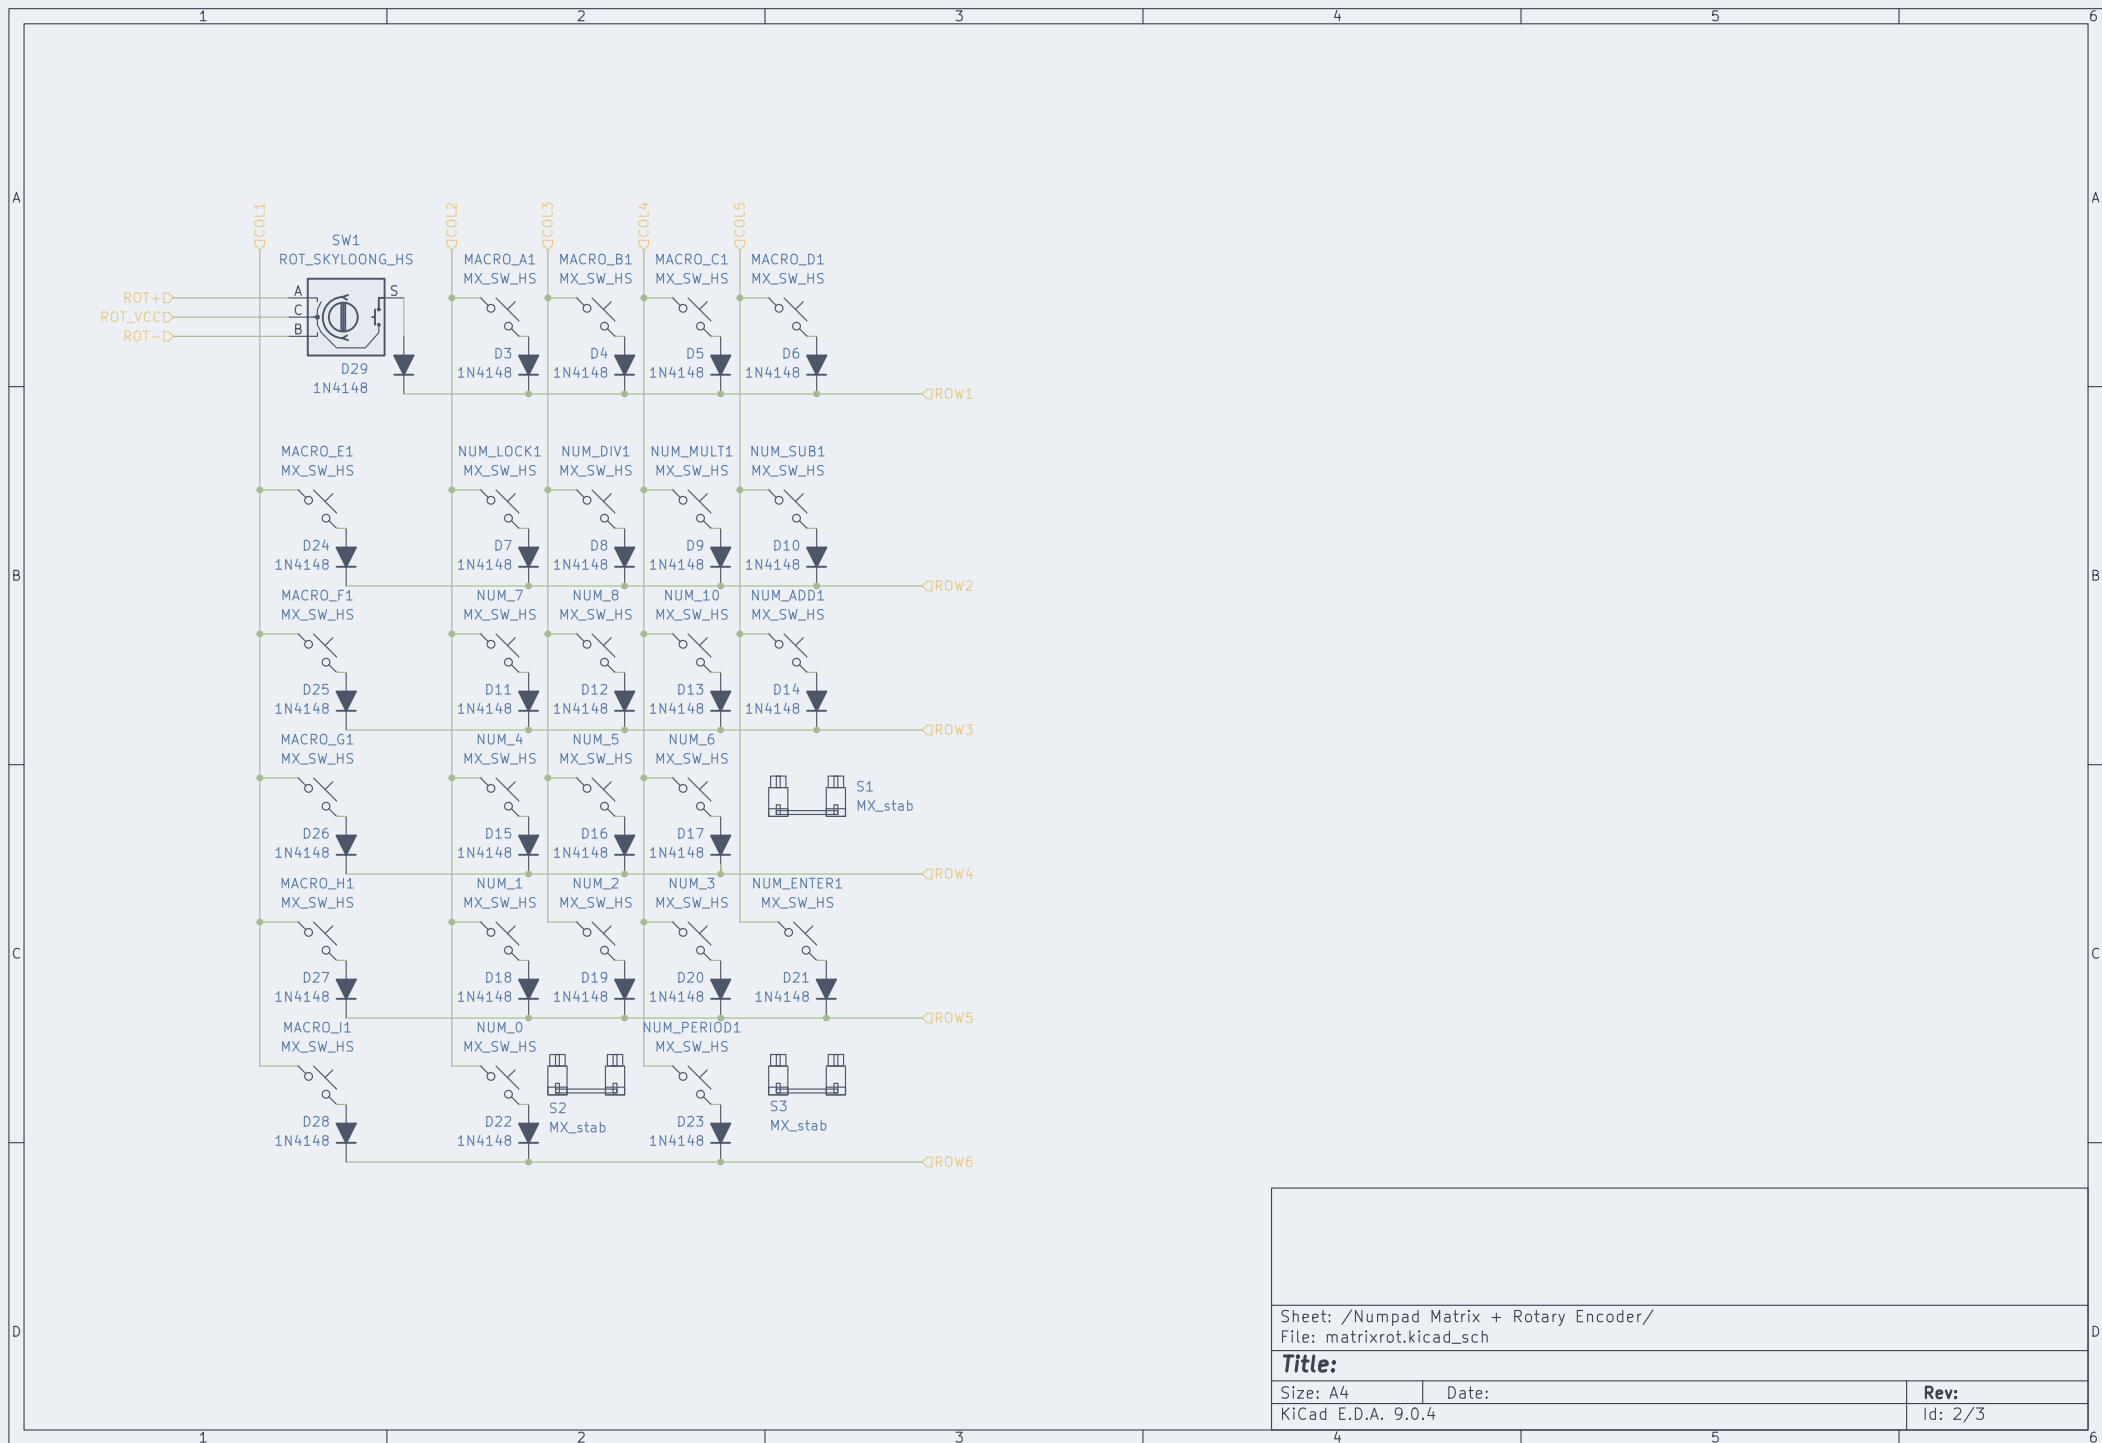 1 2 3 4 5 6
A A
COL1 COL2 COL3 COL4 COL5
SW1
ROT_SKYLOONG_HS MACRO_A1 MACRO_B1 MACRO_C1 MACRO_D1
MX_SW_HS MX_SW_HS MX_SW_HS MX_SW_HS
ROT+ A S
ROT_VCC C
ROT- B
D3 D4 D5 D6
D29 1N4148 1N4148 1N4148 1N4148
1N4148 ROW1
MACRO_E1 NUM_LOCK1 NUM_DIV1 NUM_MULT1 NUM_SUB1
MX_SW_HS MX_SW_HS MX_SW_HS MX_SW_HS MX_SW_HS
D24 D7 D8 D9 D10
1N4148 1N4148 1N4148 1N4148 1N4148
B B
ROW2
MACRO_F1 NUM_7 NUM_8 NUM_10 NUM_ADD1
MX_SW_HS MX_SW_HS MX_SW_HS MX_SW_HS MX_SW_HS
D25 D11 D12 D13 D14
1N4148 1N4148 1N4148 1N4148 1N4148
ROW3
MACRO_G1 NUM_4 NUM_5 NUM_6
MX_SW_HS MX_SW_HS MX_SW_HS MX_SW_HS
S1
MX_stab
D26 D15 D16 D17
1N4148 1N4148 1N4148 1N4148
ROW4
MACRO_H1 NUM_1 NUM_2 NUM_3 NUM_ENTER1
MX_SW_HS MX_SW_HS MX_SW_HS MX_SW_HS MX_SW_HS
C C
D27 D18 D19 D20 D21
1N4148 1N4148 1N4148 1N4148 1N4148
ROW5
MACRO_I1 NUM_0 NUM_PERIOD1
MX_SW_HS MX_SW_HS MX_SW_HS
S2 S3
MX_stab MX_stab
D28 D22 D23
1N4148 1N4148 1N4148
ROW6
Sheet: /Numpad Matrix + Rotary Encoder/
D D
File: matrixrot.kicad_sch
Title:
Size: A4 Date: Rev:
KiCad E.D.A. 9.0.4 Id: 2/3
1 2 3 4 5 6